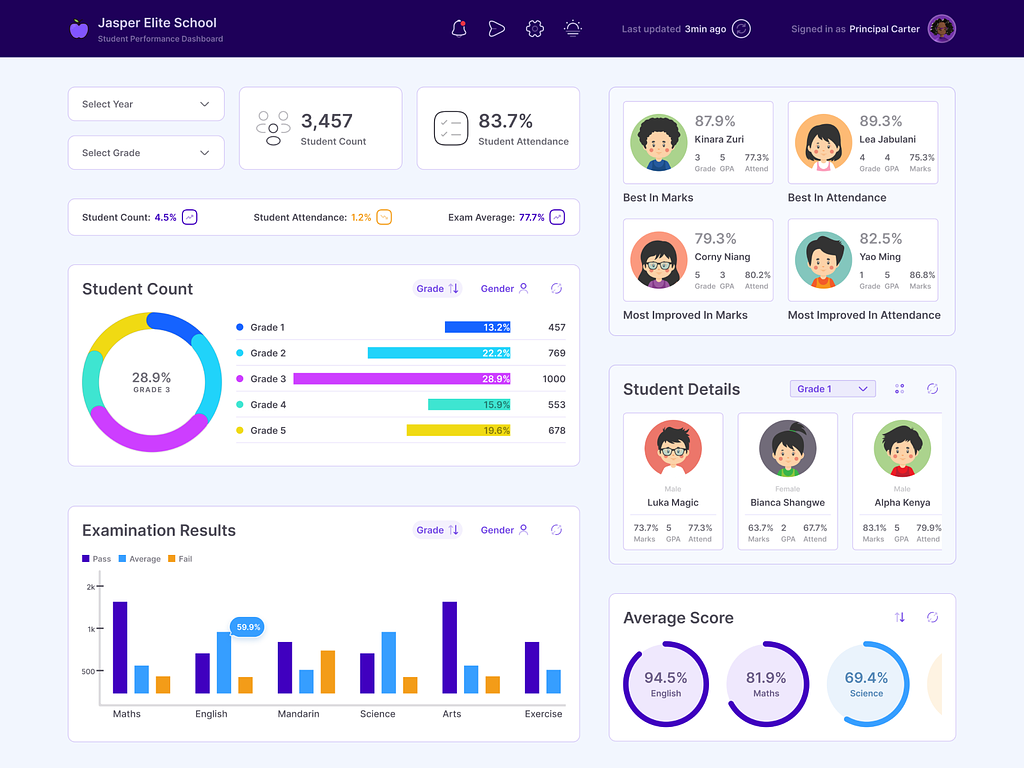 Jasper Elite School
Student Performance Dashboard
Last updated 3min ago
Signed in as Principal Carter
Select Year
Select Grade
3,457
Student Count
83.7%
Student Attendance
Student Count: 4.5%
Student Attendance: 1.2%
Exam Average: 77.7%
Student Count
Grade
Gender
28.9%
GRADE 3
Grade 1 13.2% 457
Grade 2 22.2% 769
Grade 3 28.9% 1000
Grade 4 15.9% 553
Grade 5 19.6% 678
Examination Results
Grade
Gender
Pass Average Fail
2k
1k
500
59.9%
Maths English Mandarin Science Arts Exercise
87.9%
Kinara Zuri
3 5 77.3%
Grade GPA Attend
Best In Marks
89.3%
Lea Jabulani
4 4 75.3%
Grade GPA Marks
Best In Attendance
79.3%
Corny Niang
5 3 80.2%
Grade GPA Attend
Most Improved In Marks
82.5%
Yao Ming
1 5 86.8%
Grade GPA Marks
Most Improved In Attendance
Student Details
Grade 1
Male
Luka Magic
73.7% 5 77.3%
Marks GPA Attend
Female
Bianca Shangwe
63.7% 2 67.7%
Marks GPA Attend
Male
Alpha Kenya
83.1% 5 79.9%
Marks GPA Attend
Average Score
94.5%
English
81.9%
Maths
69.4%
Science